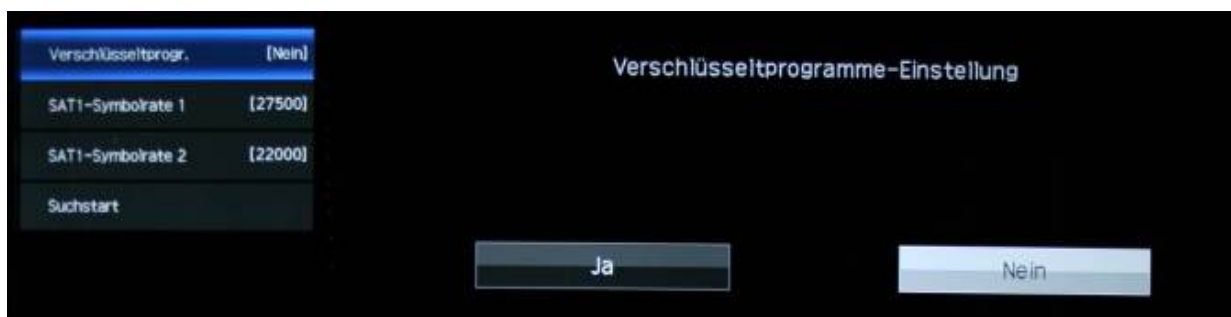 Verschlüsseltprogr. [Nein]
SAT1-Symbolrate 1 [27500]
SAT1-Symbolrate 2 [22000]
Suchstart
Verschlüsseltprogramme-Einstellung
Ja
Nein